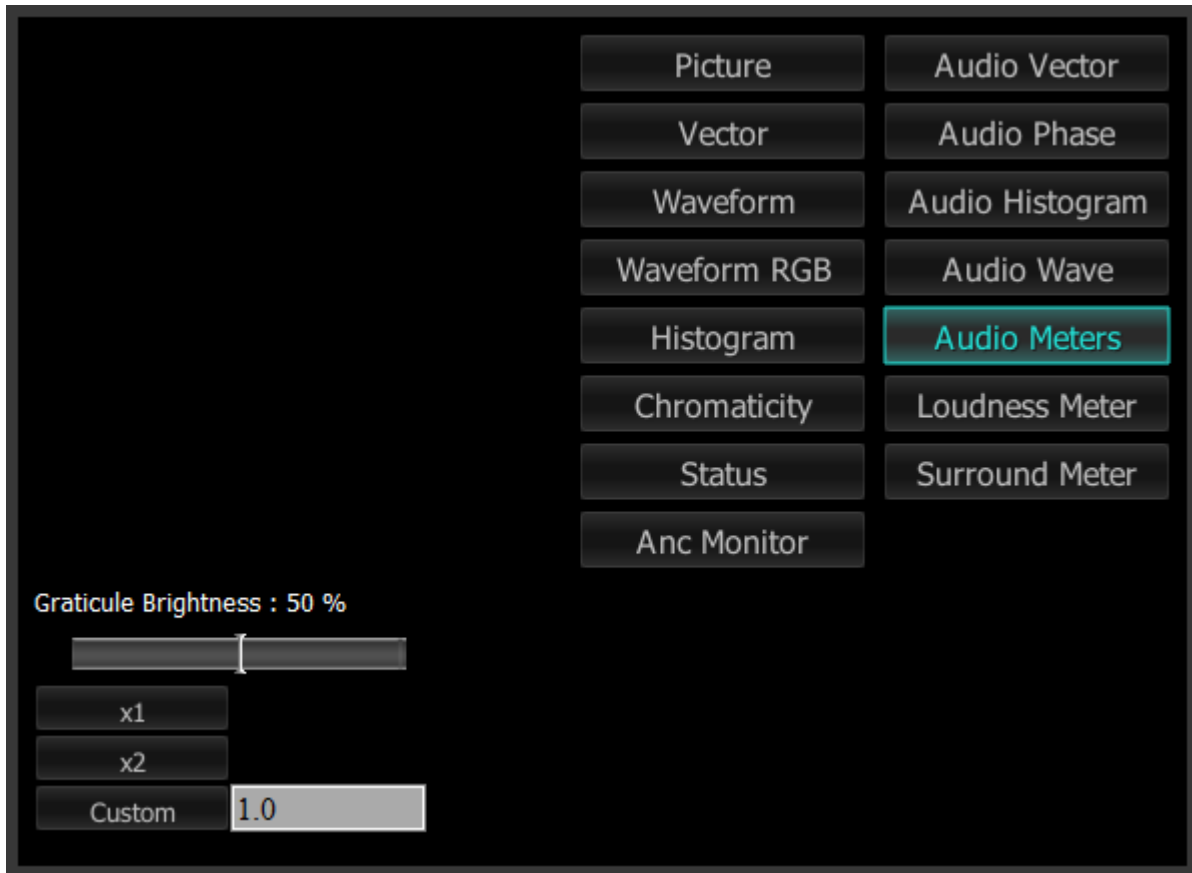 Picture
Audio Vector
Vector
Audio Phase
Waveform
Audio Histogram
Waveform RGB
Audio Wave
Histogram
Audio Meters
Chromaticity
Loudness Meter
Status
Surround Meter
Anc Monitor
Graticule Brightness : 50 %
x1
x2
Custom 1.0